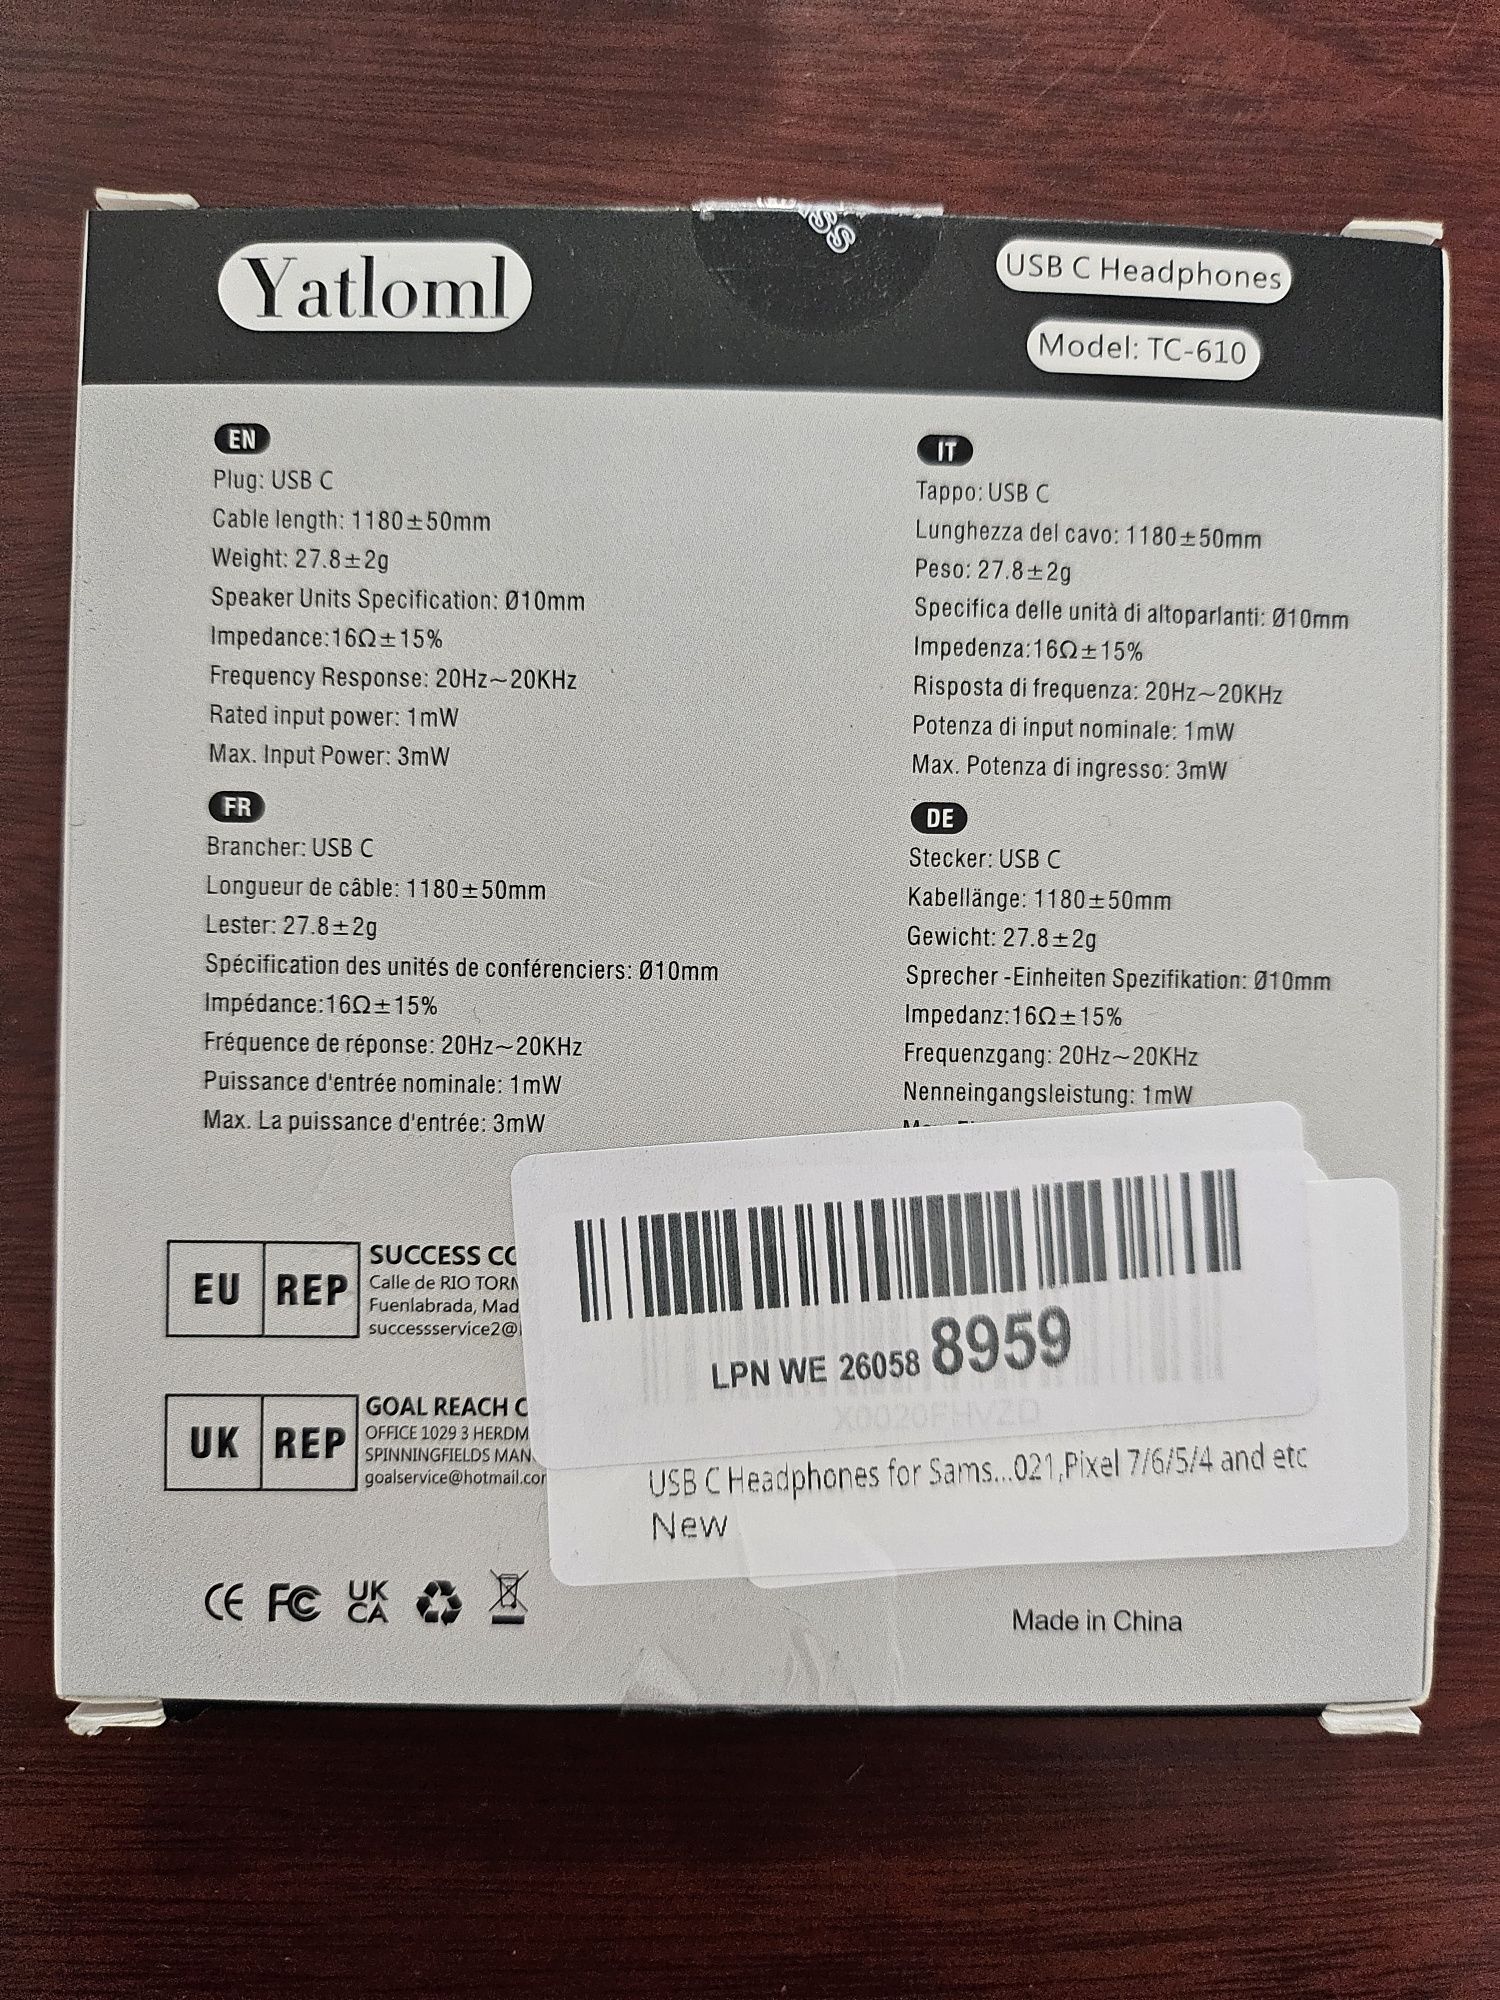 Yatloml
USB C Headphones
Model: TC-610
EN
Plug: USB C
Cable length: 1180±50mm
Weight: 27.8±2g
Speaker Units Specification: Ø10mm
Impedance:16Ω±15%
Frequency Response: 20Hz~20KHz
Rated input power: 1mW
Max. Input Power: 3mW
IT
Tappo: USB C
Lunghezza del cavo: 1180±50mm
Peso: 27.8±2g
Specifica delle unità di altoparlanti: Ø10mm
Impedenza:16Ω±15%
Risposta di frequenza: 20Hz~20KHz
Potenza di input nominale: 1mW
Max. Potenza di ingresso: 3mW
FR
Brancher: USB C
Longueur de câble: 1180±50mm
Lester: 27.8±2g
Spécification des unités de conférenciers: Ø10mm
Impédance:16Ω±15%
Fréquence de réponse: 20Hz~20KHz
Puissance d'entrée nominale: 1mW
Max. La puissance d'entrée: 3mW
DE
Stecker: USB C
Kabellänge: 1180±50mm
Gewicht: 27.8±2g
Sprecher -Einheiten Spezifikation: Ø10mm
Impedanz:16Ω±15%
Frequenzgang: 20Hz~20KHz
Nenneingangsleistung: 1mW
EU REP
SUCCESS
Calle de RIO
Fuenlabrada,
successservice2@
UK REP
GOAL REACH
OFFICE 1029 3
SPINNINGFIELDS
goalservice@hotmail.com
LPN WE 26058 8959
USB C Headphones for Sams...021,Pixel 7/6/5/4 and etc
New
CE FC UK CA
Made in China